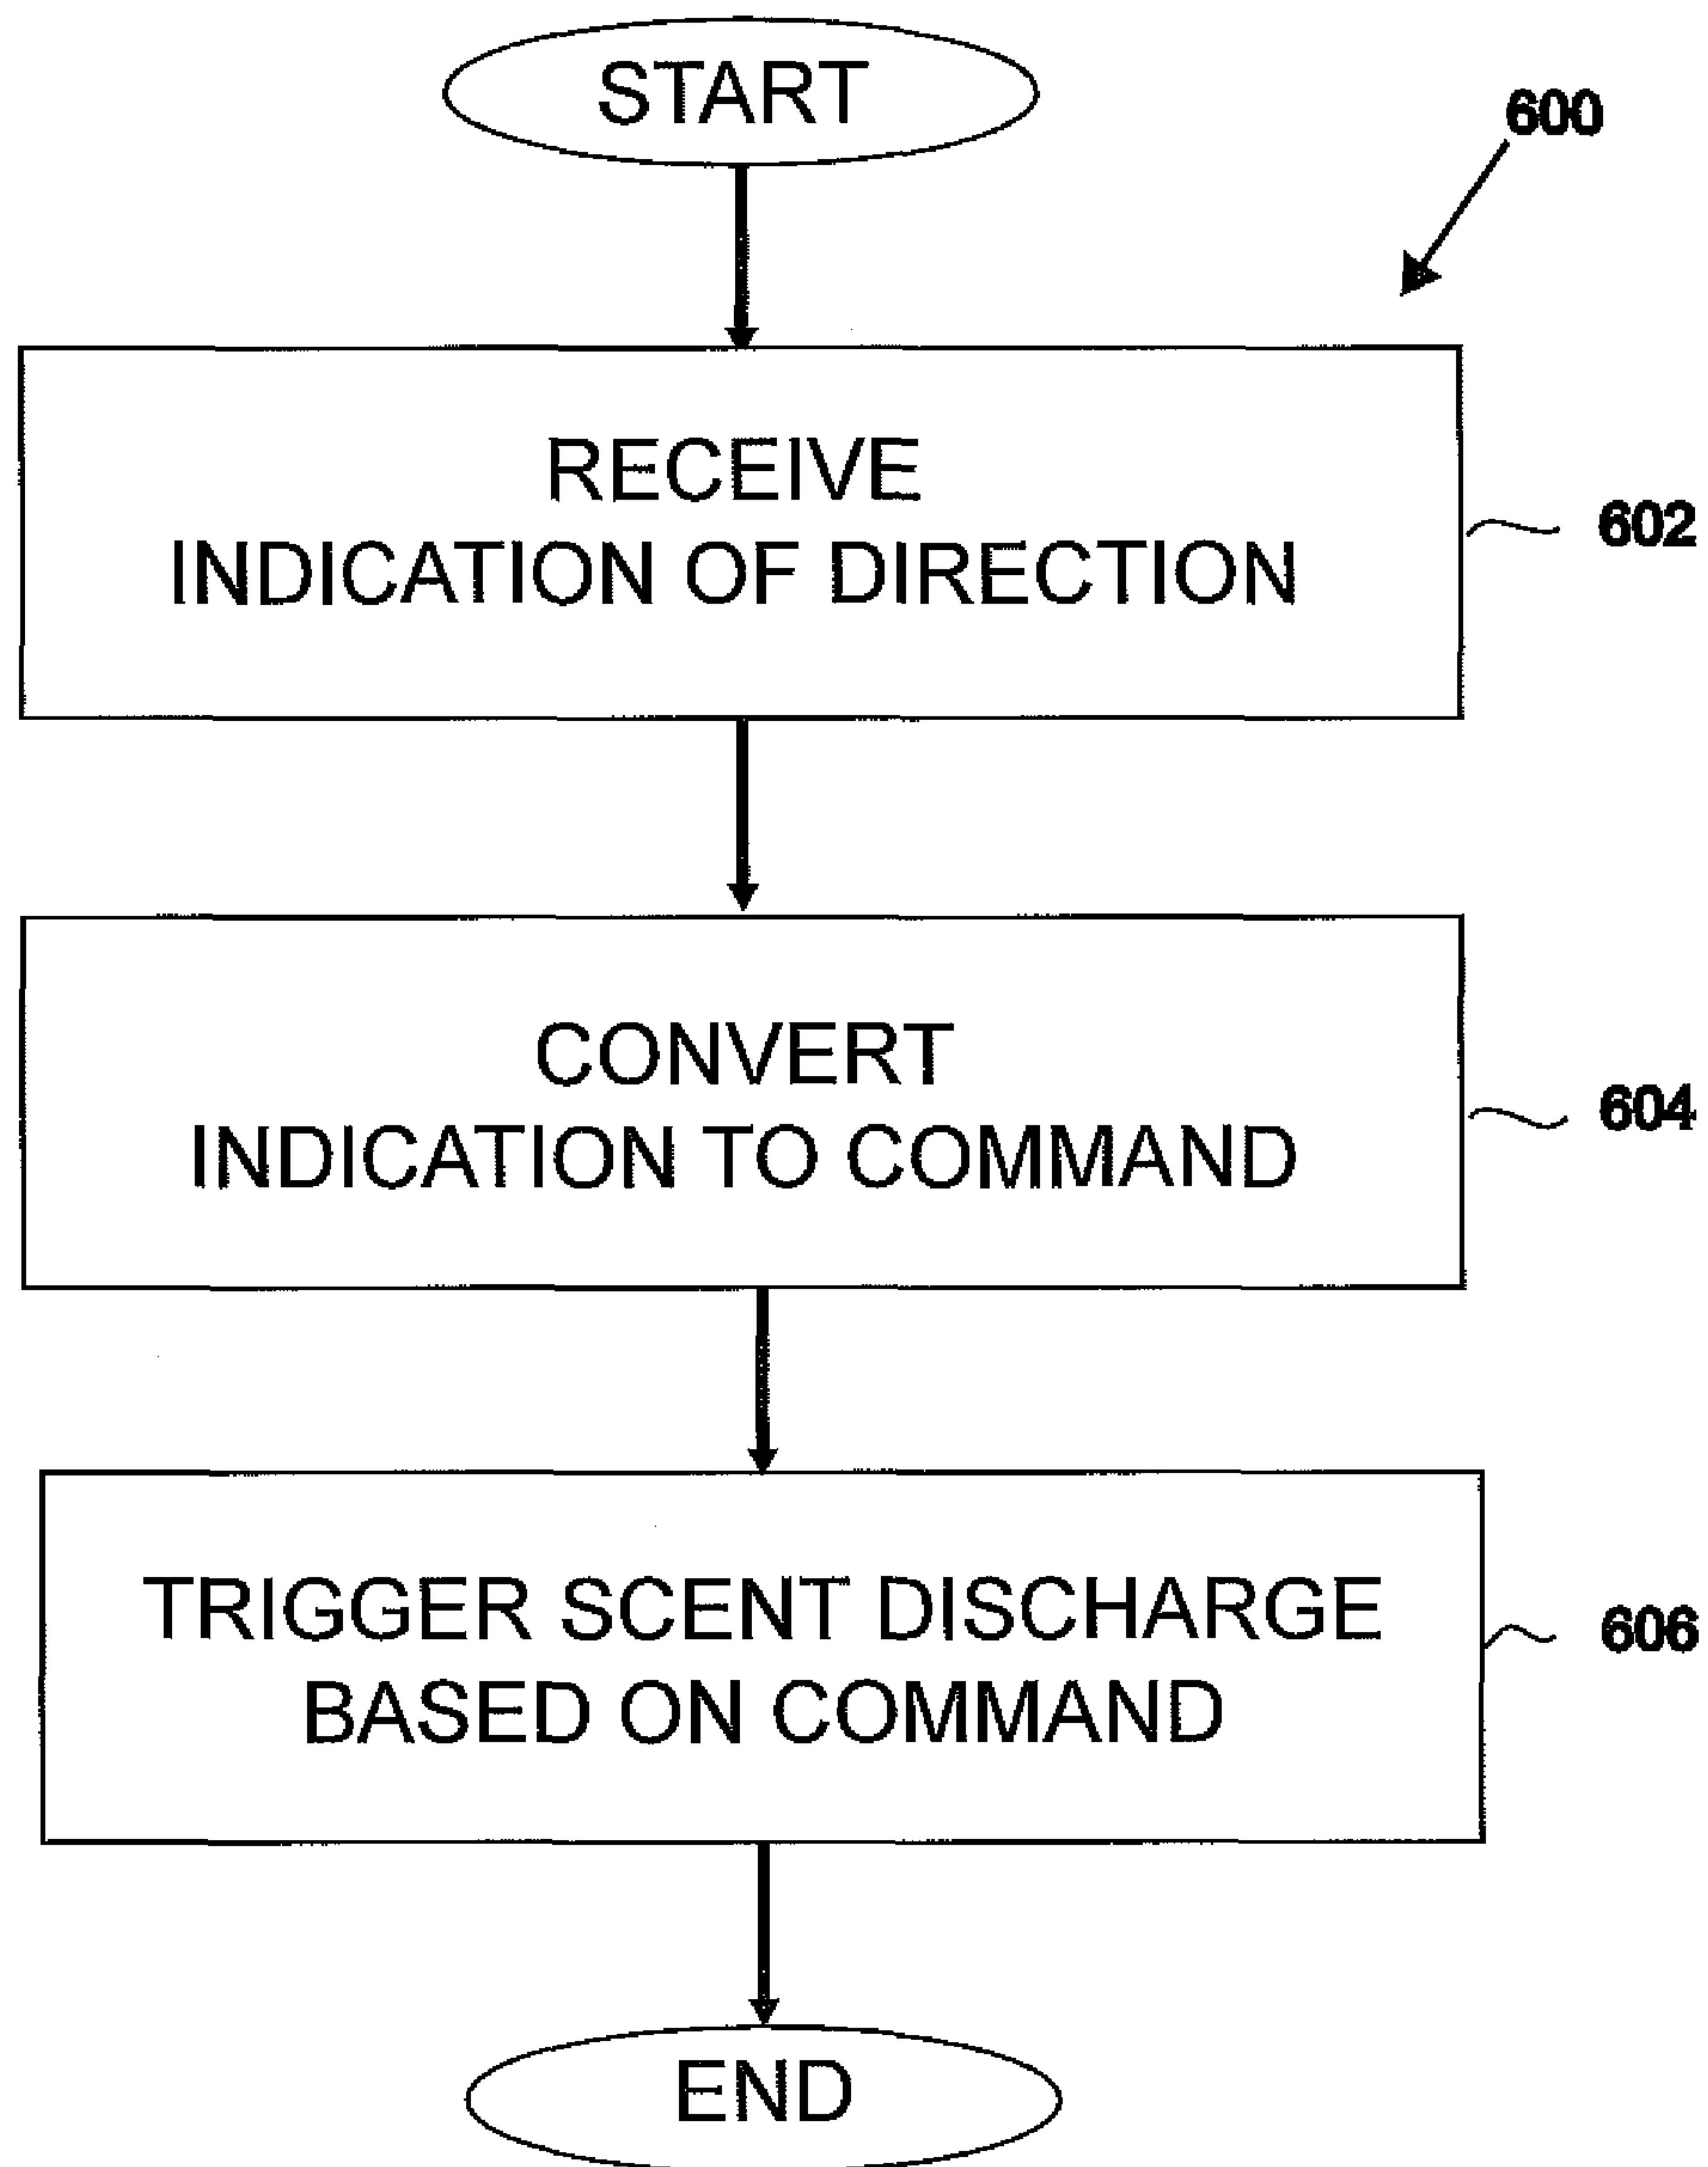 START
600
RECEIVE
INDICATION OF DIRECTION
602
CONVERT
INDICATION TO COMMAND
604
TRIGGER SCENT DISCHARGE
BASED ON COMMAND
606
END